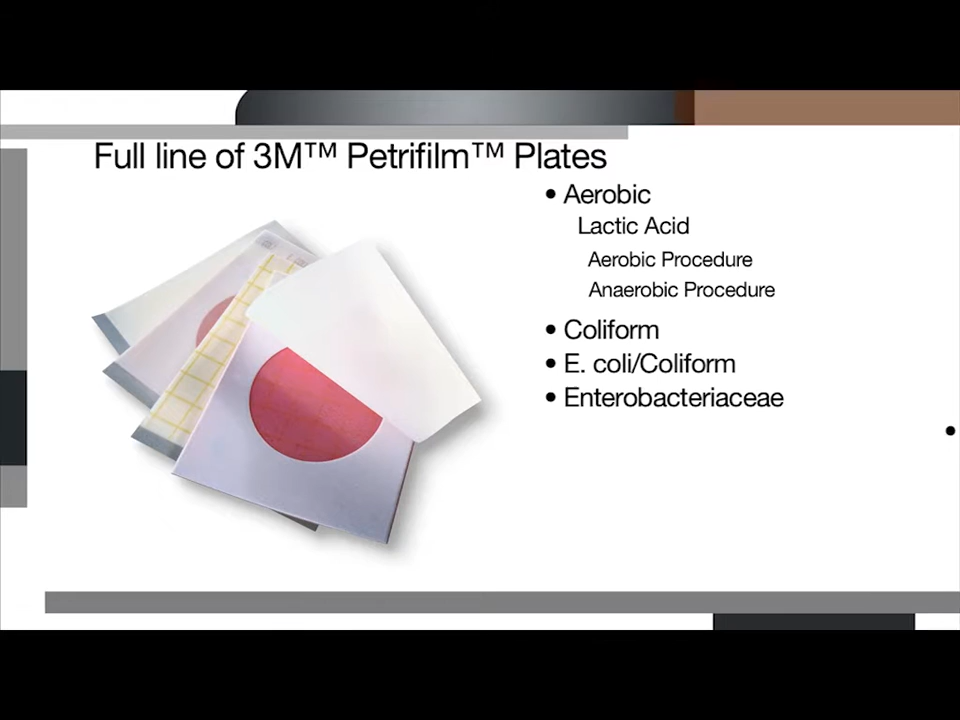 Full line of 3M™ Petrifilm™ Plates
• Aerobic
Lactic Acid
Aerobic Procedure
Anaerobic Procedure
• Coliform
• E. coli/Coliform
• Enterobacteriaceae
•